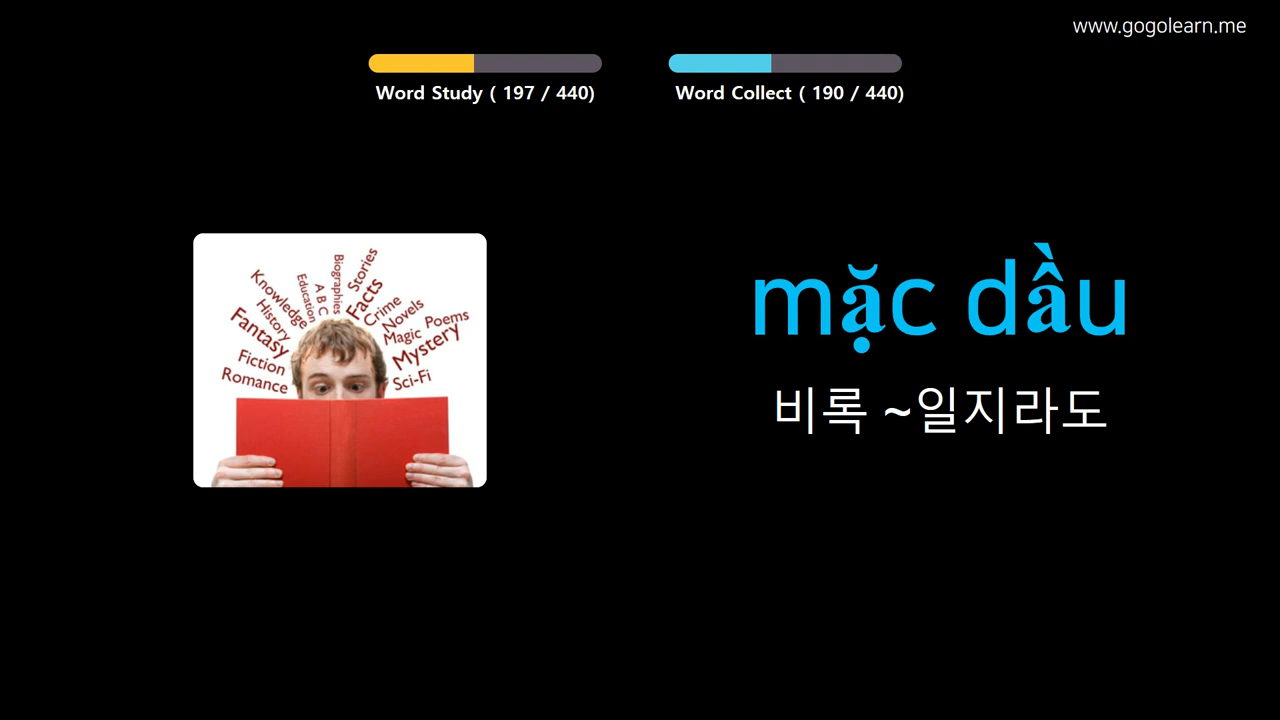 www.gogolearn.me
Word Study ( 197 / 440)
Word Collect ( 190 / 440)
Knowledge
History
Fantasy
Fiction
Romance
Education
A B C
Biographies
Stories
Facts
Crime
Novels
Magic
Poems
Mystery
Sci-Fi
mặc dầu
비록 ~일지라도